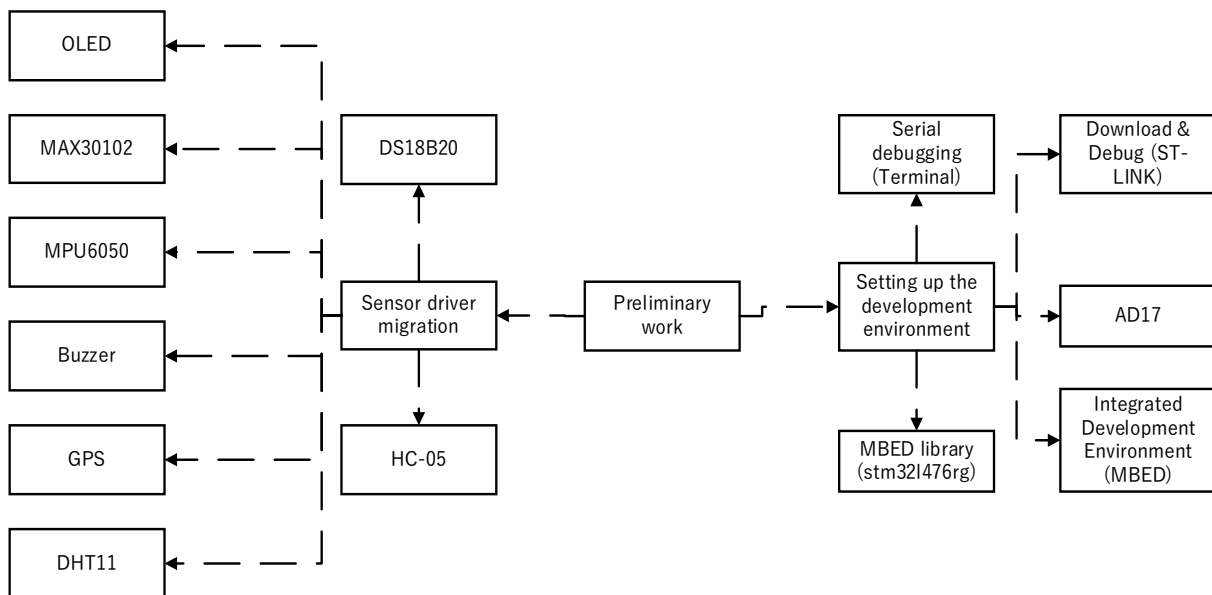 OLED
MAX30102
MPU6050
Buzzer
GPS
DHT11
DS18B20
Sensor driver
migration
HC-05
Preliminary
work
Serial
debugging
(Terminal)
Setting up the
development
environment
MBED library
(stm32l476rg)
Download &
Debug (ST-
LINK)
AD17
Integrated
Development
Environment
(MBED)